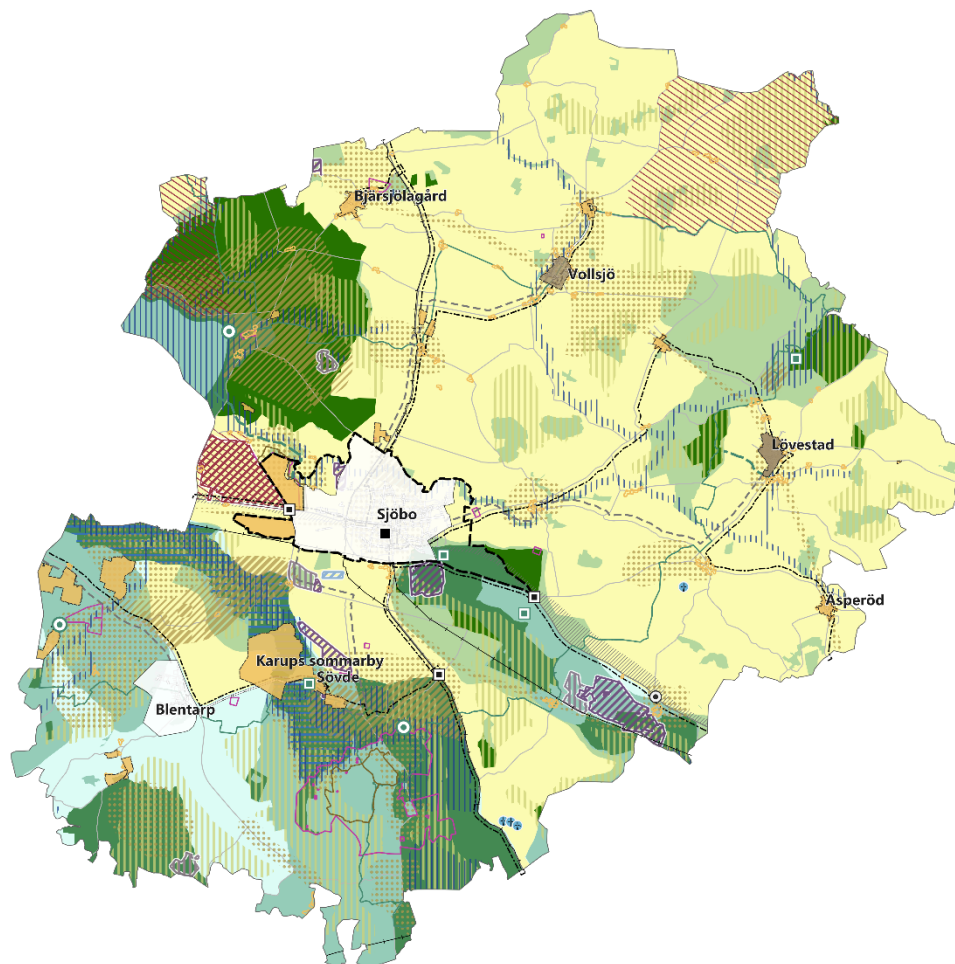 Bjärsjölagård
Vollsjö
Lövestad
Sjöbo
Äsperöd
Karups sommarby
Sövde
Blentarp